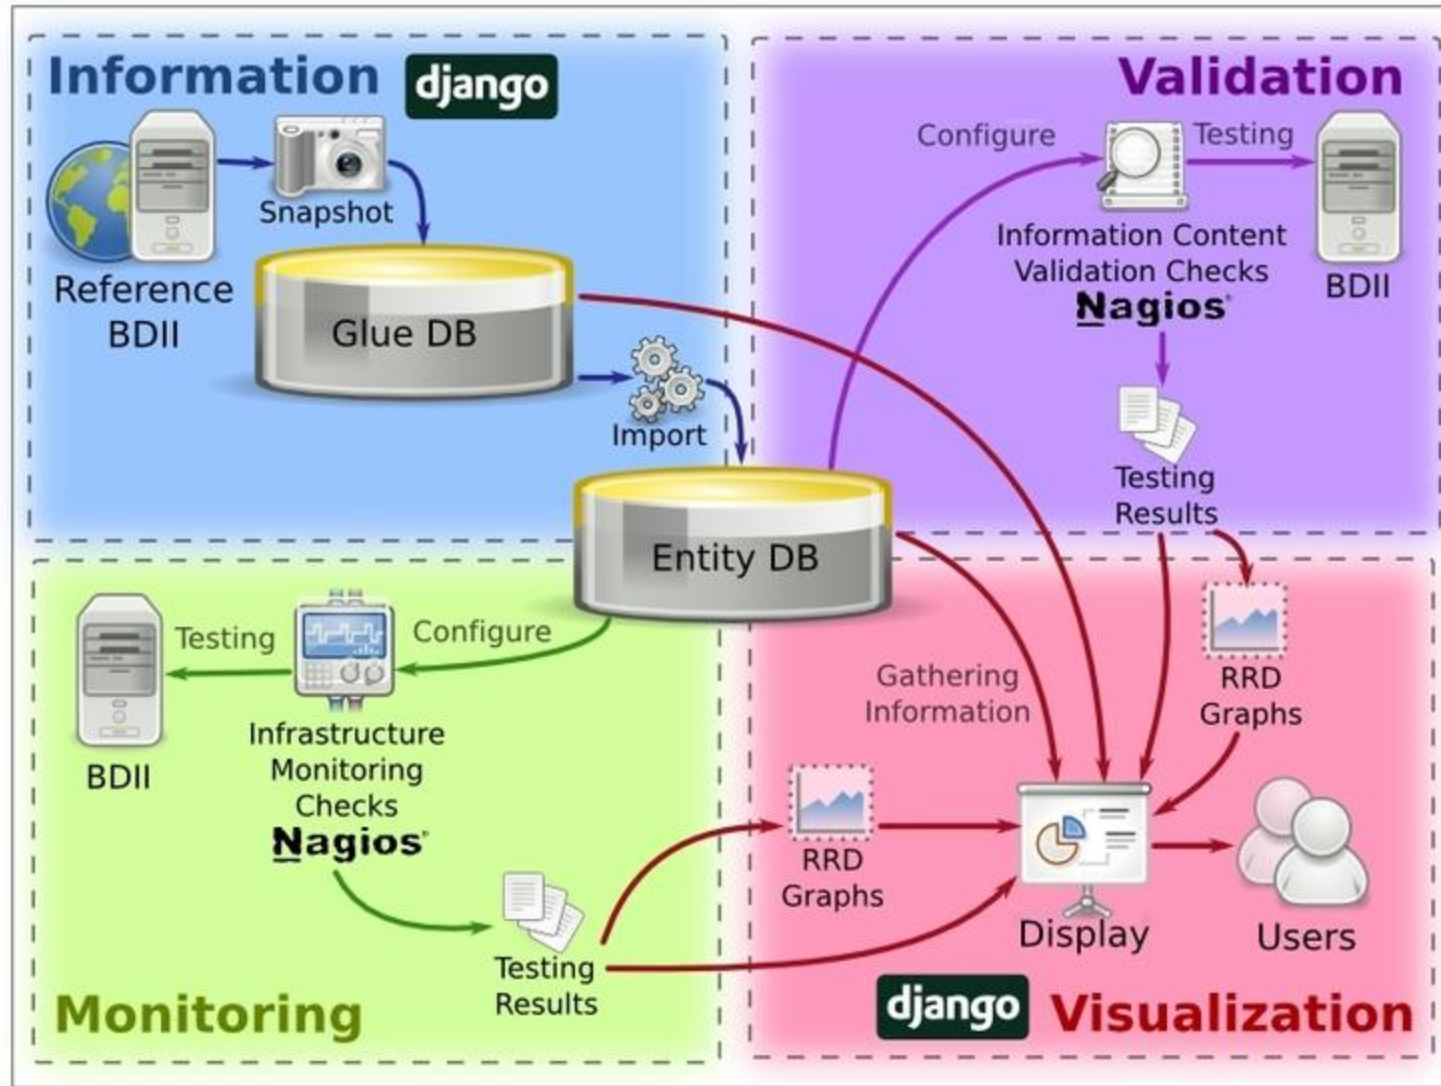 Information
django
Snapshot
Reference
BDII
Glue DB
Import
Entity DB
Validation
Configure
Testing
Information Content
Validation Checks
Nagios®
BDII
Testing
Results
Testing
Configure
BDII
Infrastructure
Monitoring
Checks
Nagios®
Testing
Results
Monitoring
Gathering
Information
RRD
Graphs
RRD
Graphs
Display
Users
django
Visualization